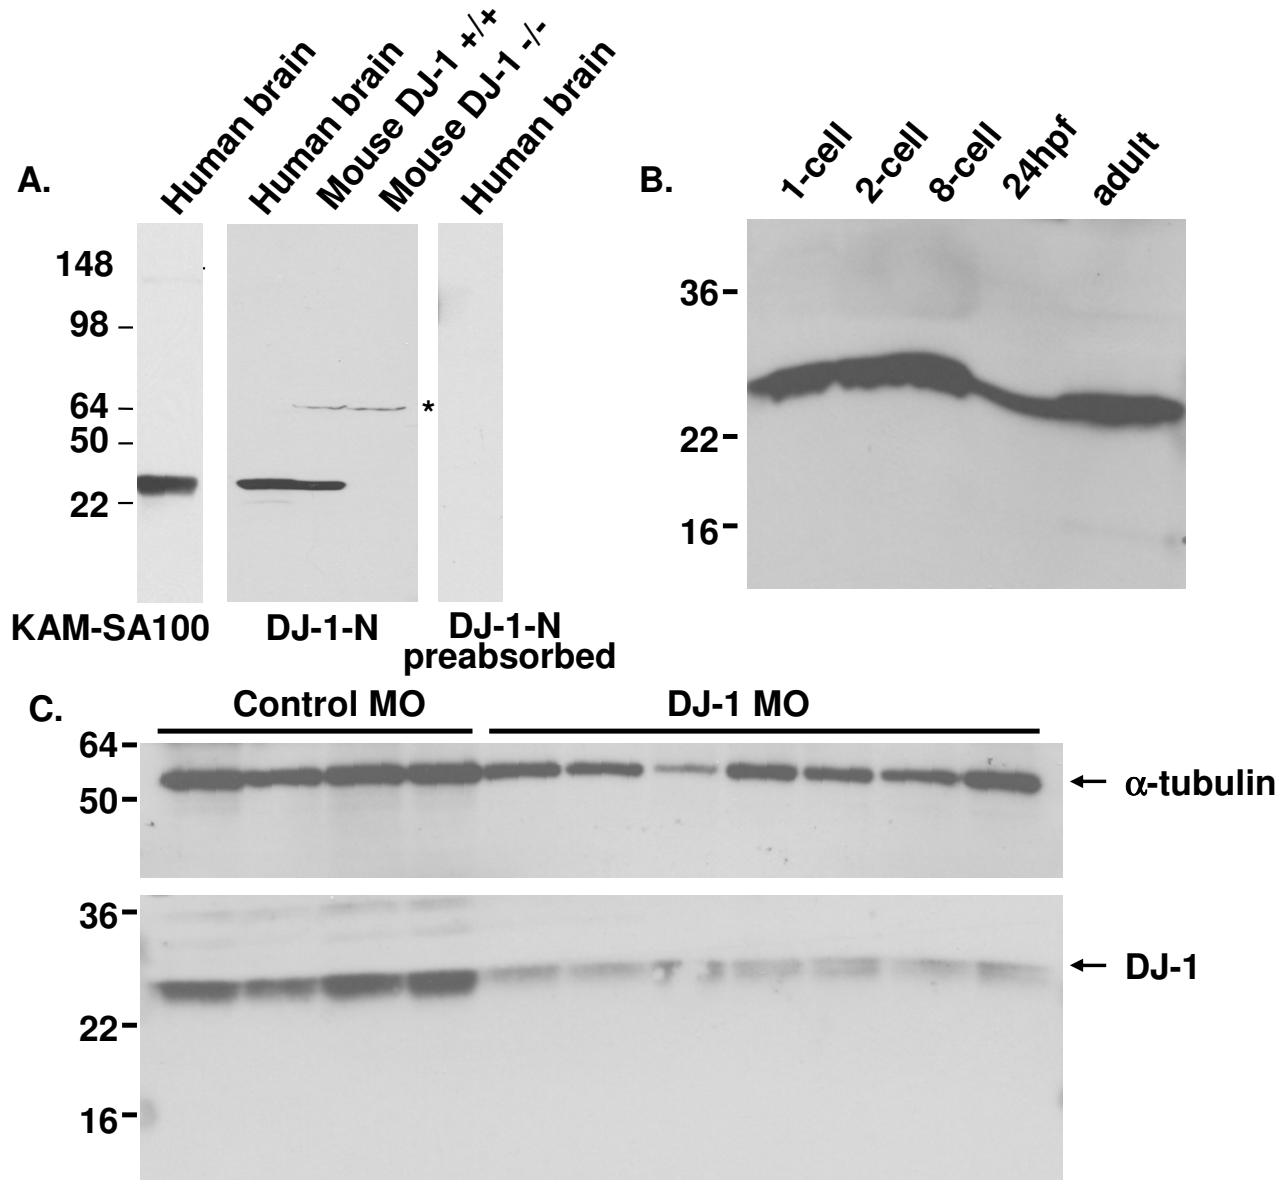 A.
Human brain
Human brain
Mouse DJ-1 +/+
Mouse DJ-1 -/-
Human brain
148
98
64
50
22
*
KAM-SA100
DJ-1-N
DJ-1-N
preabsorbed
B.
1-cell
2-cell
8-cell
24hpf
adult
36
22
16
C.
Control MO
DJ-1 MO
64
50
α-tubulin
36
22
16
DJ-1